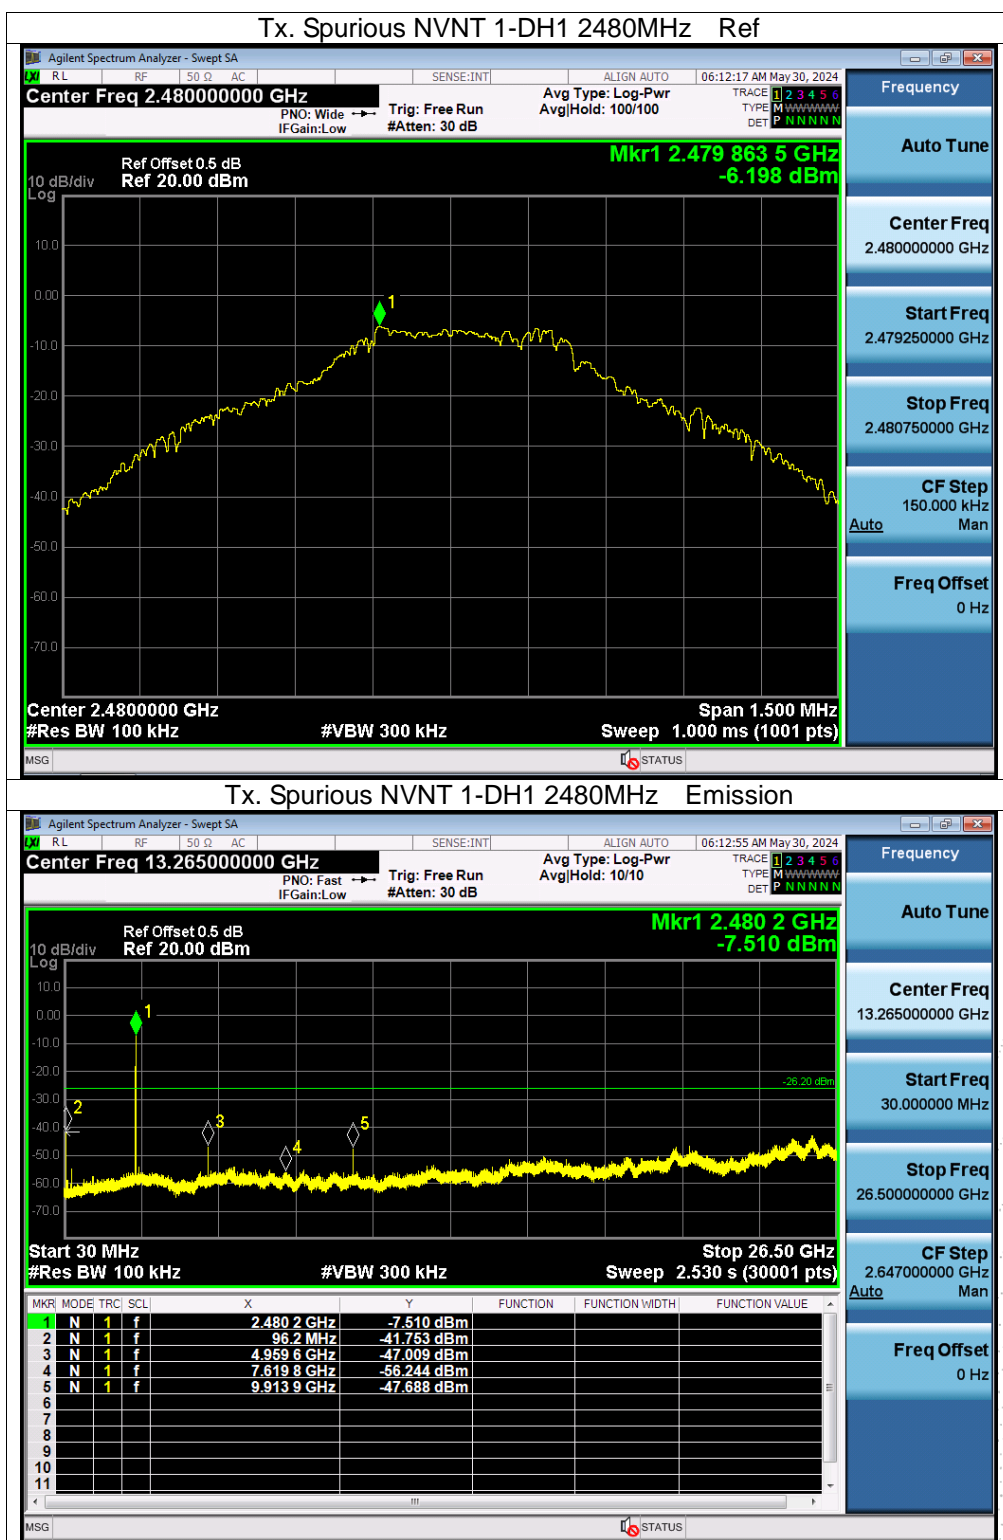 Tx. Spurious NVNT 1-DH1 2480MHz Ref
Agilent Spectrum Analyzer - Swept SA
LXI RL RF 50 Ω AC SENSE:INT ALIGN AUTO 06:12:17 AM May 30, 2024
Center Freq 2.480000000 GHz
PNO: Wide
IFGain:Low
Trig: Free Run
#Atten: 30 dB
Avg Type: Log-Pwr
Avg|Hold: 100/100
TRACE 1 2 3 4 5 6
TYPE M W W W W W
DET P N N N N N
Frequency
Auto Tune
Center Freq
2.480000000 GHz
Start Freq
2.479250000 GHz
Stop Freq
2.480750000 GHz
CF Step
150.000 kHz
Auto Man
Freq Offset
0 Hz
Mkr1 2.479 863 5 GHz
-6.198 dBm
Ref Offset 0.5 dB
10 dB/div Ref 20.00 dBm
Log
10.0
0.00
-10.0
-20.0
-30.0
-40.0
-50.0
-60.0
-70.0
1
Center 2.4800000 GHz Span 1.500 MHz
#Res BW 100 kHz #VBW 300 kHz Sweep 1.000 ms (1001 pts)
MSG STATUS
Tx. Spurious NVNT 1-DH1 2480MHz Emission
Agilent Spectrum Analyzer - Swept SA
LXI RL RF 50 Ω AC SENSE:INT ALIGN AUTO 06:12:55 AM May 30, 2024
Center Freq 13.265000000 GHz
PNO: Fast
IFGain:Low
Trig: Free Run
#Atten: 30 dB
Avg Type: Log-Pwr
Avg|Hold: 10/10
TRACE 1 2 3 4 5 6
TYPE M W W W W W
DET P N N N N N
Frequency
Auto Tune
Center Freq
13.265000000 GHz
Start Freq
30.000000 MHz
Stop Freq
26.500000000 GHz
CF Step
2.647000000 GHz
Auto Man
Freq Offset
0 Hz
Mkr1 2.480 2 GHz
-7.510 dBm
Ref Offset 0.5 dB
10 dB/div Ref 20.00 dBm
Log
10.0
0.00
-10.0
-20.0
-30.0
-40.0
-50.0
-60.0
-70.0
1
-26.20 dBm
2
3
4
5
Start 30 MHz Stop 26.50 GHz
#Res BW 100 kHz #VBW 300 kHz Sweep 2.530 s (30001 pts)
MKR MODE TRC SCL X Y FUNCTION FUNCTION WIDTH FUNCTION VALUE
1 N 1 f 2.480 2 GHz -7.510 dBm
2 N 1 f 96.2 MHz -41.753 dBm
3 N 1 f 4.959 6 GHz -47.009 dBm
4 N 1 f 7.619 8 GHz -56.244 dBm
5 N 1 f 9.913 9 GHz -47.688 dBm
6
7
8
9
10
11
MSG STATUS